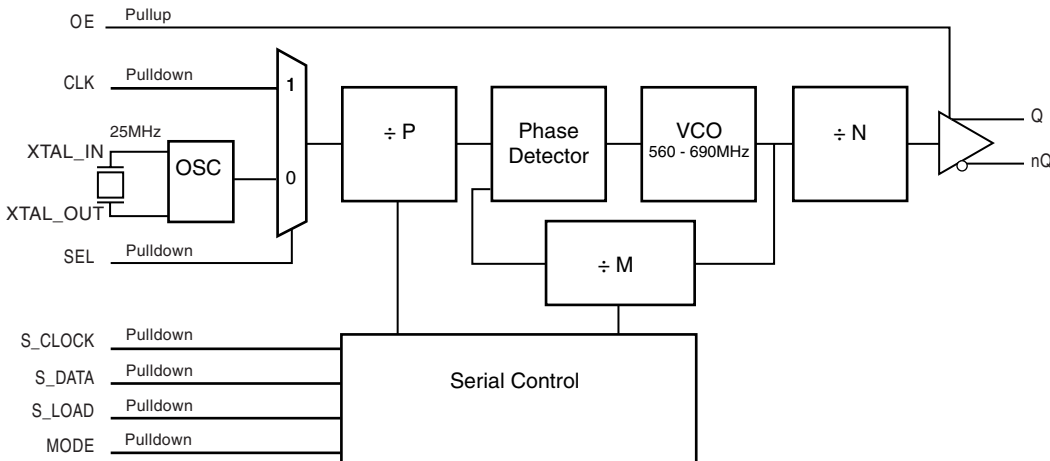 OE Pullup
CLK Pulldown
1
25MHz
XTAL_IN
OSC
0
XTAL_OUT
SEL Pulldown
÷ P
Phase
Detector
VCO
560 - 690MHz
÷ N
Q
nQ
÷ M
S_CLOCK Pulldown
S_DATA Pulldown
S_LOAD Pulldown
MODE Pulldown
Serial Control